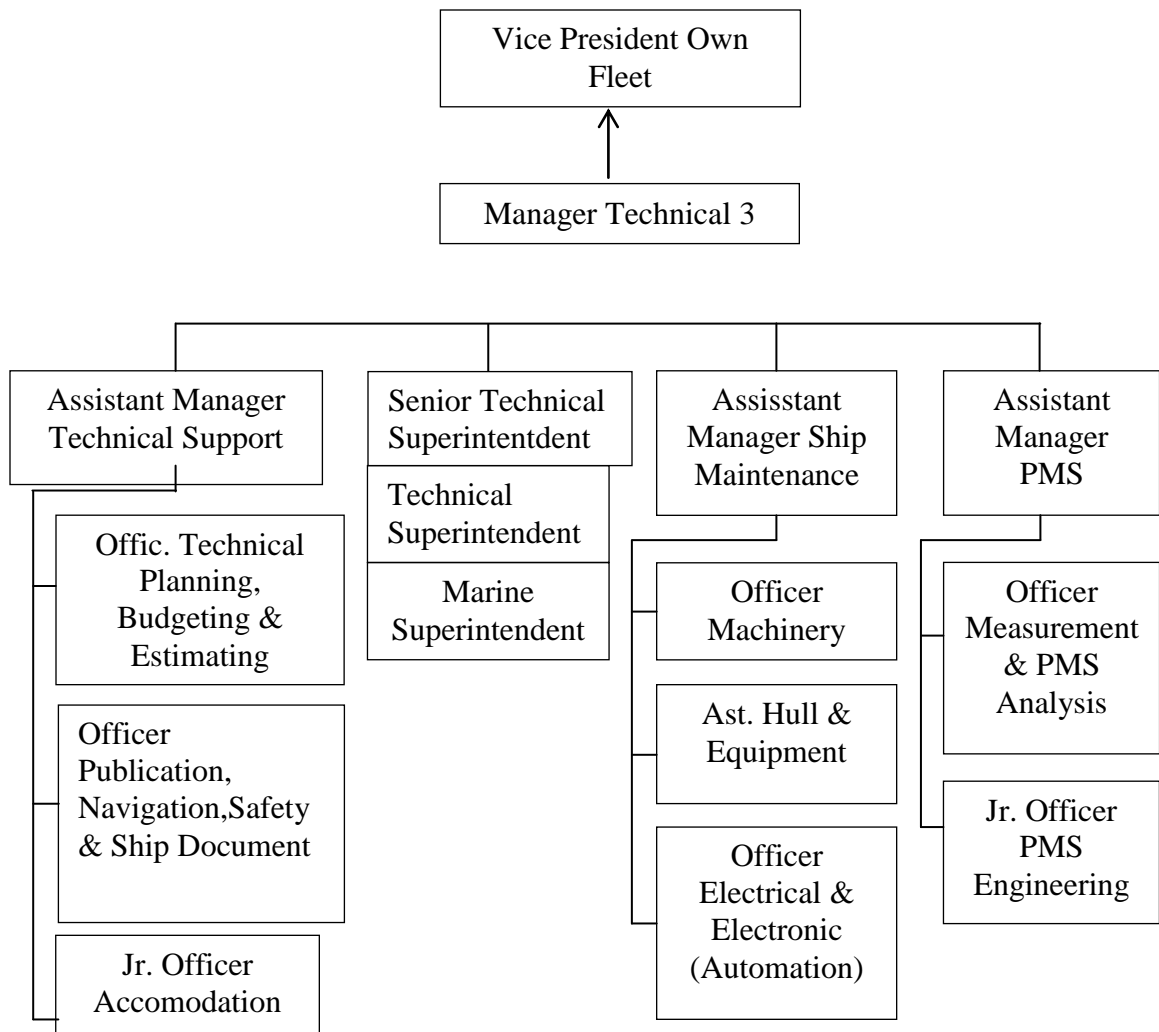 Vice President Own
Fleet
Manager Technical 3
Assistant Manager
Technical Support
Offic. Technical
Planning,
Budgeting &
Estimating
Officer
Publication,
Navigation,Safety
& Ship Document
Jr. Officer
Accomodation
Senior Technical
Superintentdent
Technical
Superintendent
Marine
Superintendent
Assisstant
Manager Ship
Maintenance
Officer
Machinery
Ast. Hull &
Equipment
Officer
Electrical &
Electronic
(Automation)
Assistant
Manager
PMS
Officer
Measurement
& PMS
Analysis
Jr. Officer
PMS
Engineering